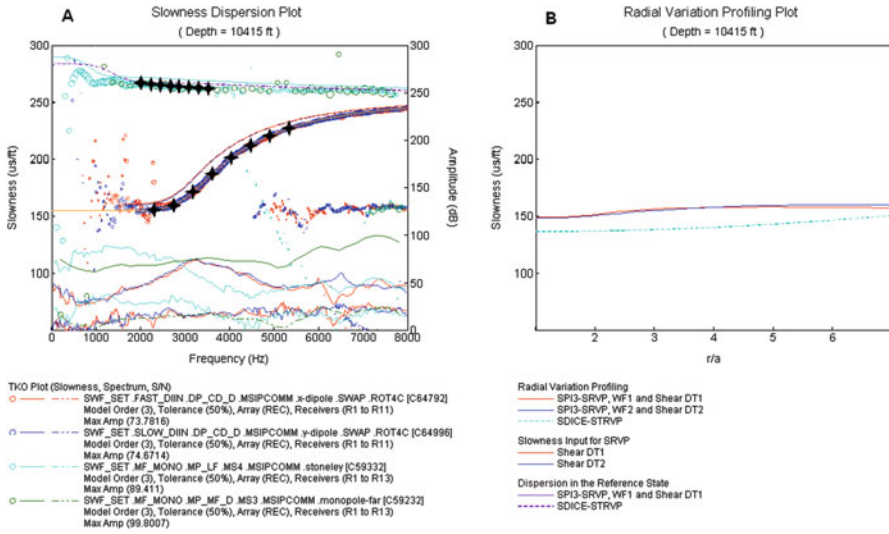 A
Slowness Dispersion Plot
( Depth = 10415 ft )
300
250
200
150
100
Slowness (us/ft)
300
250
200
150
100
50
0
Amplitude (dB)
0 1000 2000 3000 4000 5000 6000 7000 8000
Frequency (Hz)
TKO Plot (Slowness, Spectrum, S/N)
SWF_SET .FAST_DIIN .DP_CD_D .MSIPCOMM .x-dipole .SWAP .ROT4C [C64792]
Model Order (3), Tolerance (50%), Array (REC), Receivers (R1 to R11)
Max Amp (73.7816)
SWF_SET .SLOW_DIIN .DP_CD_D .MSIPCOMM .y-dipole .SWAP .ROT4C [C64996]
Model Order (3), Tolerance (50%), Array (REC), Receivers (R1 to R11)
Max Amp (74.6714)
SWF_SET .MF_MONO .MP_LF .MS4 .MSIPCOMM .stoneley [C59332]
Model Order (3), Tolerance (50%), Array (REC), Receivers (R1 to R13)
Max Amp (89.411)
SWF_SET .MF_MONO .MP_MF_D .MS3 .MSIPCOMM .monopole-far [C59232]
Model Order (3), Tolerance (50%), Array (REC), Receivers (R1 to R13)
Max Amp (99.8007)
B
Radial Variation Profiling Plot
( Depth = 10415 ft )
300
250
200
150
100
Slowness (us/ft)
2 3 4 5 6
r/a
Radial Variation Profiling
SPI3-SRVP, WF1 and Shear DT1
SPI3-SRVP, WF2 and Shear DT2
SDICE-STRVP
Slowness Input for SRVP
Shear DT1
Shear DT2
Dispersion in the Reference State
SPI3-SRVP, WF1 and Shear DT1
SDICE-STRVP